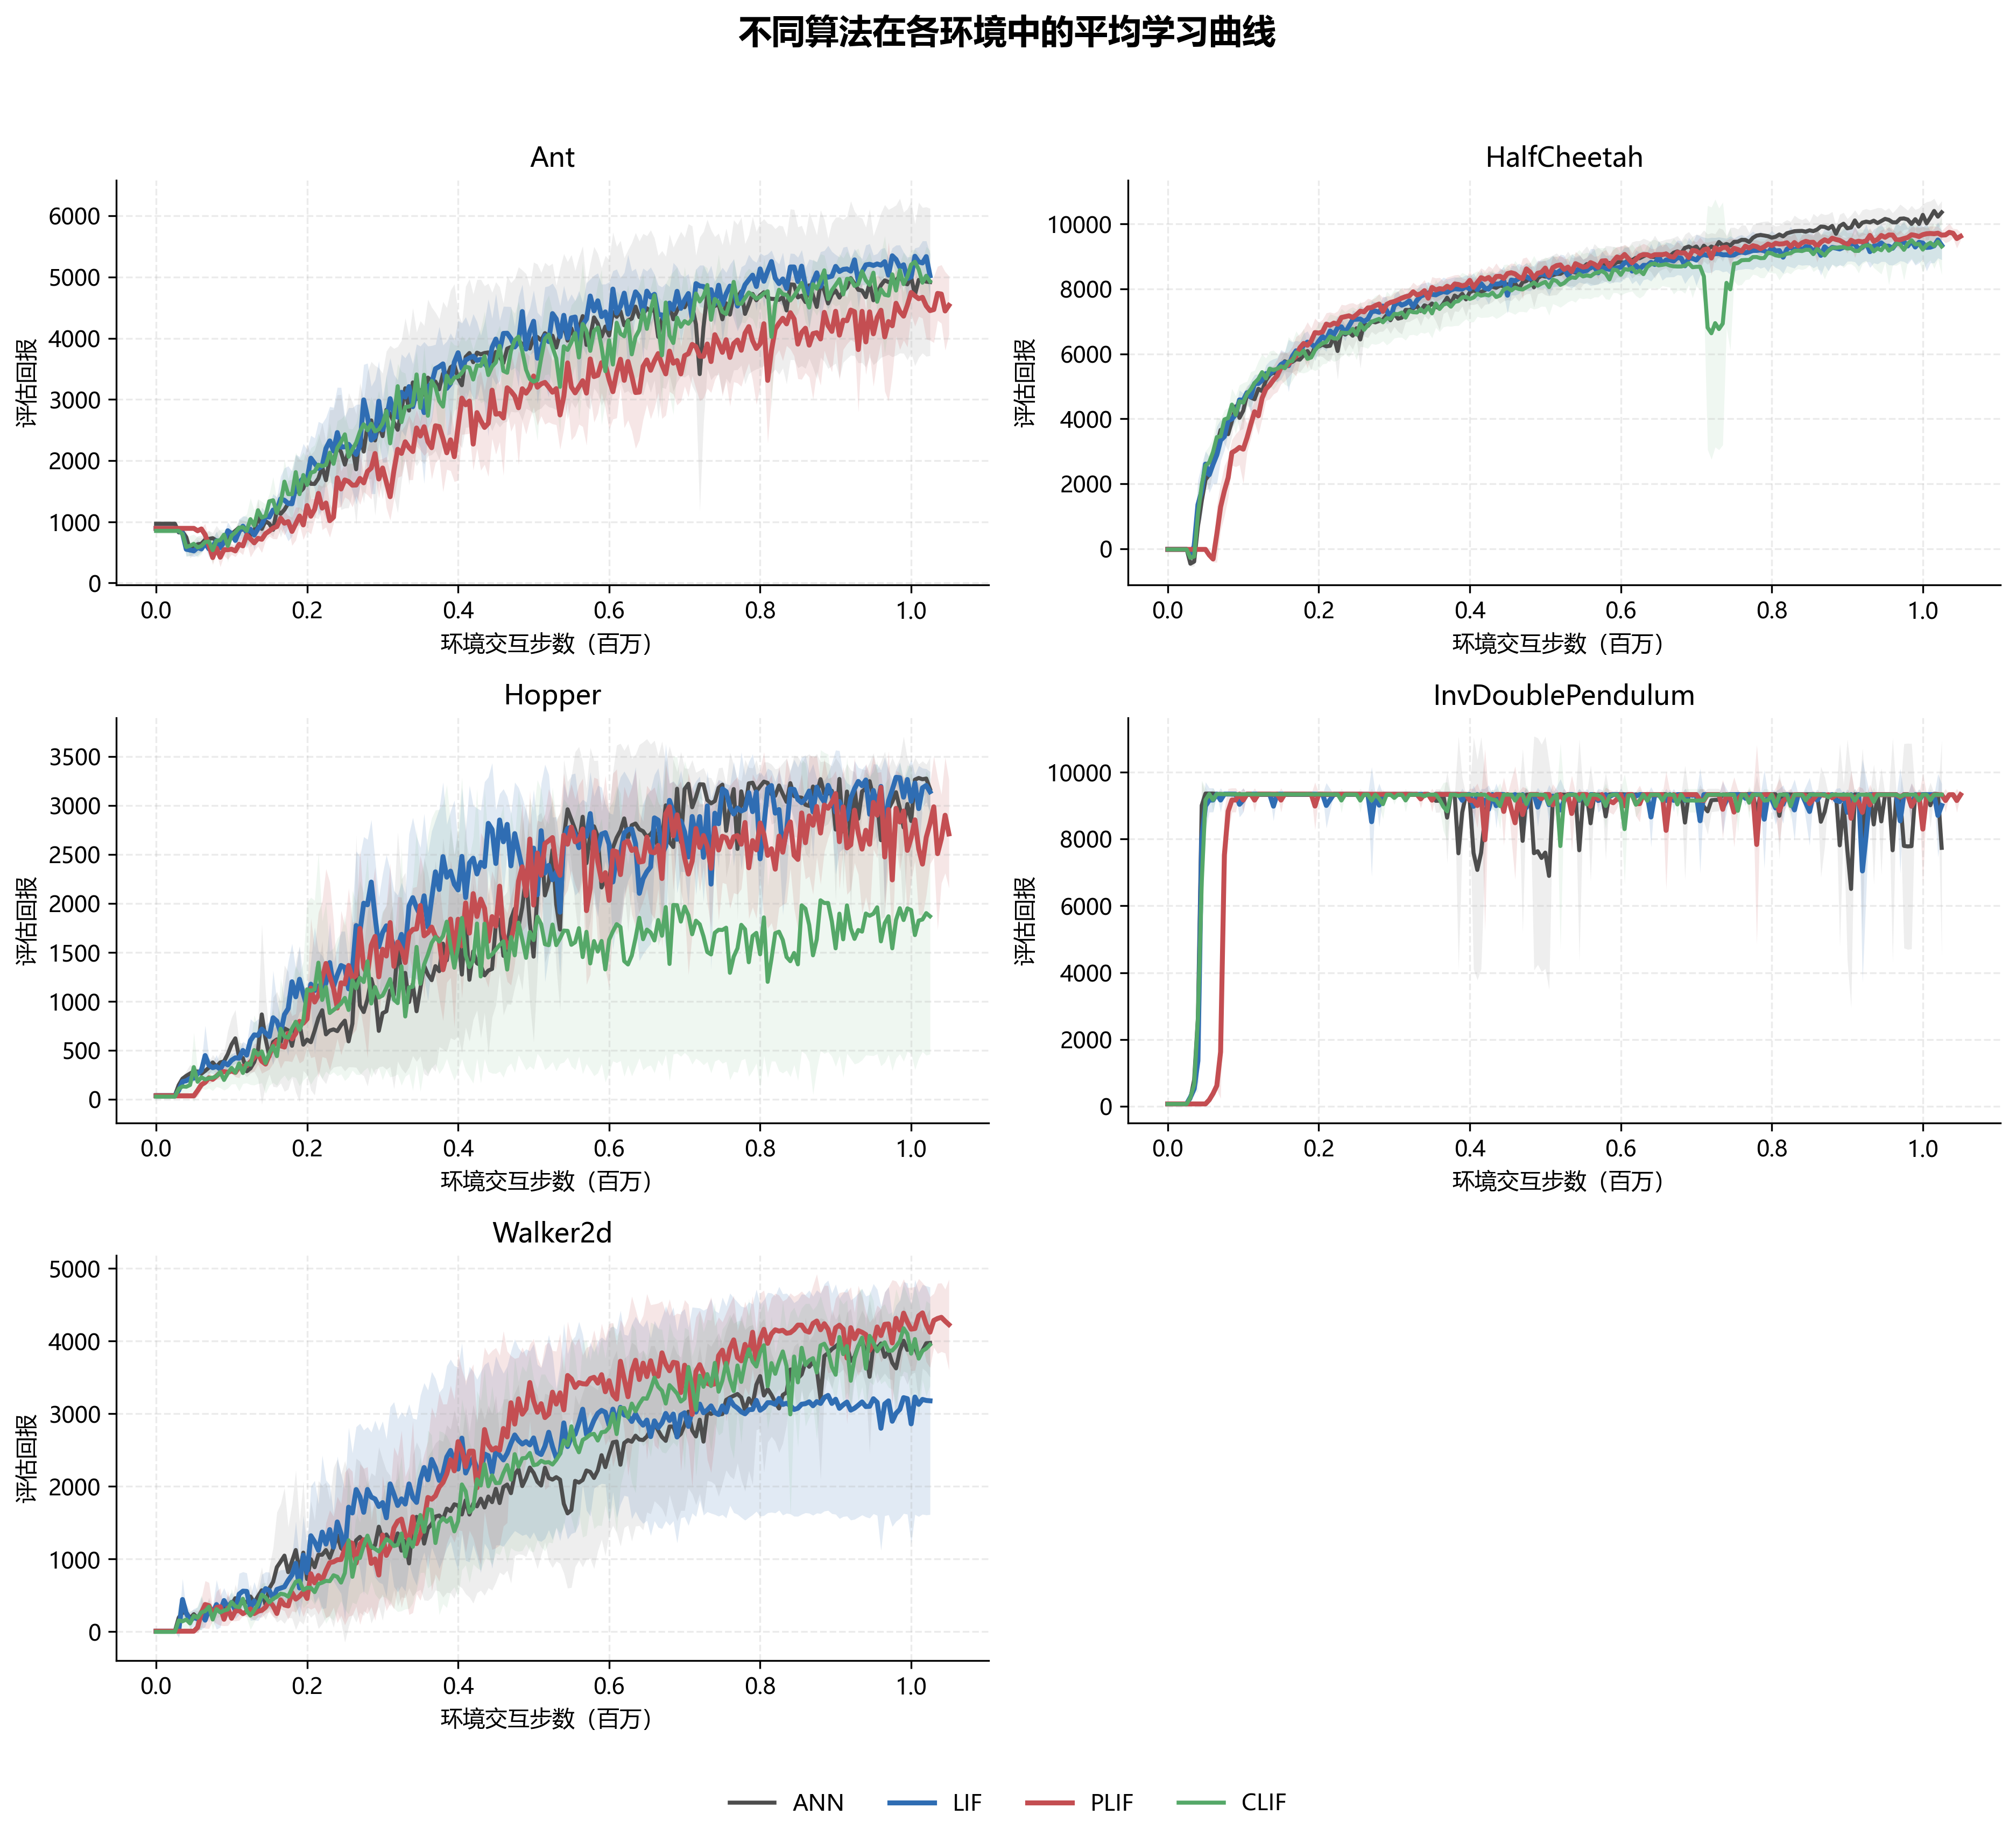 不同算法在各环境中的平均学习曲线
Ant
6000
5000
4000
3000
2000
1000
0
评估回报
0.0 0.2 0.4 0.6 0.8 1.0
环境交互步数（百万）
HalfCheetah
10000
8000
6000
4000
2000
0
评估回报
0.0 0.2 0.4 0.6 0.8 1.0
环境交互步数（百万）
Hopper
3500
3000
2500
2000
1500
1000
500
0
评估回报
0.0 0.2 0.4 0.6 0.8 1.0
环境交互步数（百万）
InvDoublePendulum
10000
8000
6000
4000
2000
0
评估回报
0.0 0.2 0.4 0.6 0.8 1.0
环境交互步数（百万）
Walker2d
5000
4000
3000
2000
1000
0
评估回报
0.0 0.2 0.4 0.6 0.8 1.0
环境交互步数（百万）
ANN LIF PLIF CLIF